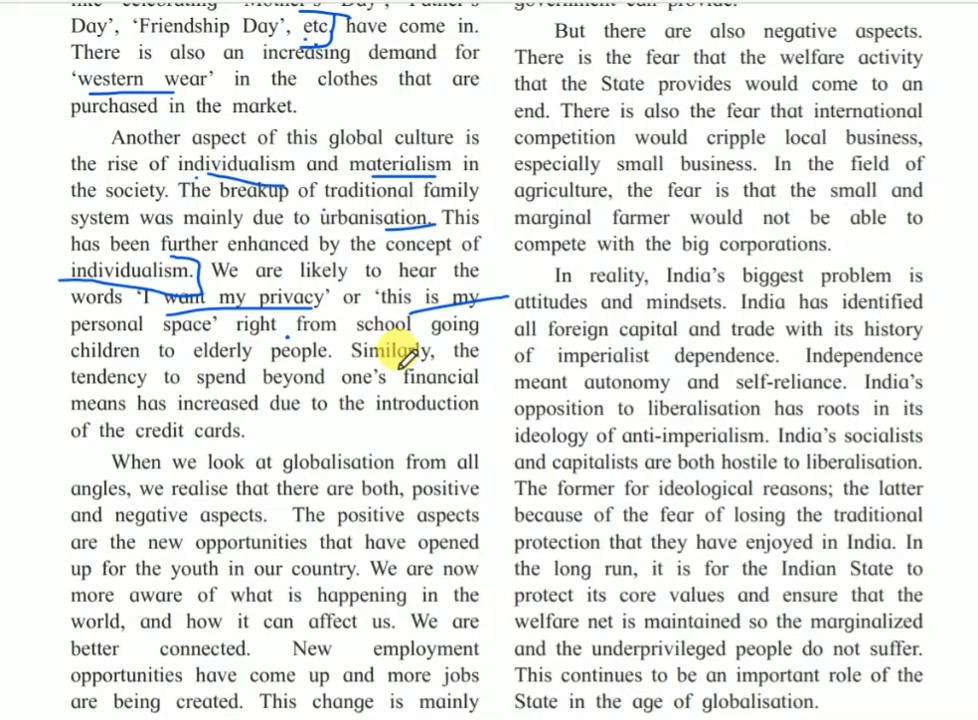 Day’, ‘Friendship Day’, etc. have come in.
There is also an increasing demand for
‘western wear’ in the clothes that are
purchased in the market.
Another aspect of this global culture is
the rise of individualism and materialism in
the society. The breakup of traditional family
system was mainly due to urbanisation. This
has been further enhanced by the concept of
individualism. We are likely to hear the
words ‘I want my privacy’ or ‘this is my
personal space’ right from school going
children to elderly people. Similarly, the
tendency to spend beyond one’s financial
means has increased due to the introduction
of the credit cards.
When we look at globalisation from all
angles, we realise that there are both, positive
and negative aspects. The positive aspects
are the new opportunities that have opened
up for the youth in our country. We are now
more aware of what is happening in the
world, and how it can affect us. We are
better connected. New employment
opportunities have come up and more jobs
are being created. This change is mainly
But there are also negative aspects.
There is the fear that the welfare activity
that the State provides would come to an
end. There is also the fear that international
competition would cripple local business,
especially small business. In the field of
agriculture, the fear is that the small and
marginal farmer would not be able to
compete with the big corporations.
In reality, India’s biggest problem is
attitudes and mindsets. India has identified
all foreign capital and trade with its history
of imperialist dependence. Independence
meant autonomy and self-reliance. India’s
opposition to liberalisation has roots in its
ideology of anti-imperialism. India’s socialists
and capitalists are both hostile to liberalisation.
The former for ideological reasons; the latter
because of the fear of losing the traditional
protection that they have enjoyed in India. In
the long run, it is for the Indian State to
protect its core values and ensure that the
welfare net is maintained so the marginalized
and the underprivileged people do not suffer.
This continues to be an important role of the
State in the age of globalisation.